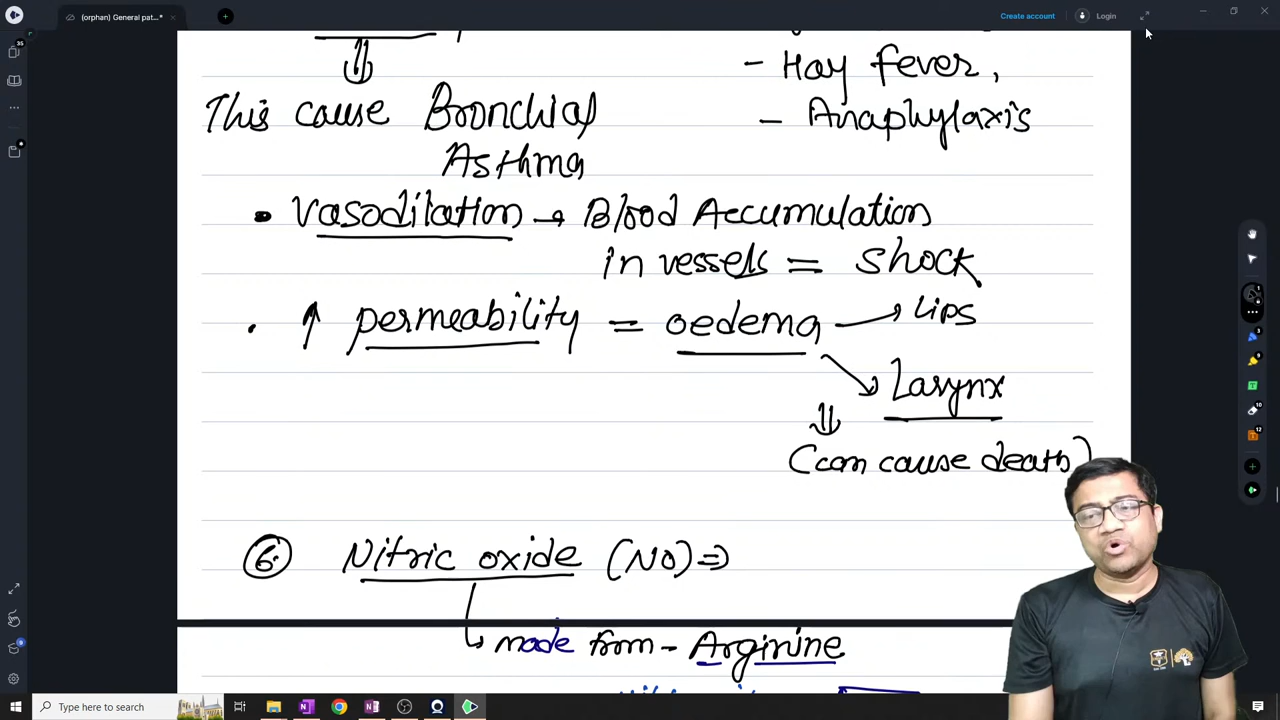 (orphan) General pat...*
Create account
Login
35
- Hay fever,
This cause Bronchial
- Anaphylaxis
Asthma
• Vasodilation → Blood Accumulation
in vessels = shock
• ↑ permeability = oedema → Lips
Larynx
(can cause death)
6. Nitric oxide (NO) ⇒
made from - Arginine
Type here to search